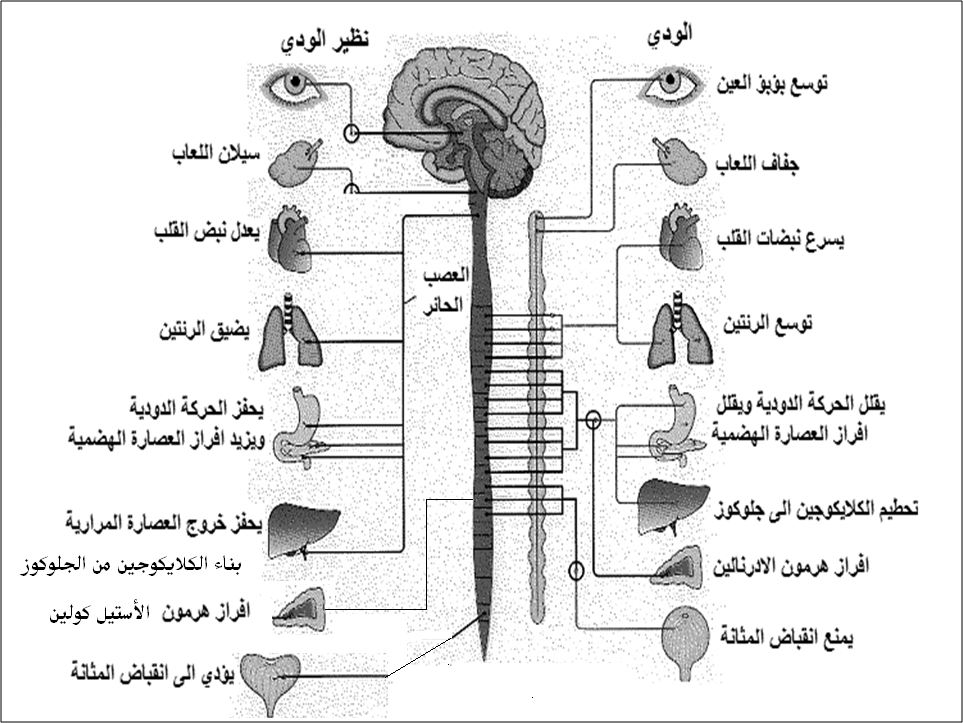 الودي
نظير الودي
توسع بؤبؤ العين
جفاف اللعاب
سيلان اللعاب
يسرع نبضات القلب
يعدل نبض القلب
العصب
الحائر
توسع الرئتين
يضيق الرئتين
يقلل الحركة الدودية ويقلل
افراز العصارة الهضمية
يحفز الحركة الدودية
ويزيد افراز العصارة الهضمية
تحطيم الكلايكوجين الى جلوكوز
يحفز خروج العصارة المرارية
بناء الكلايكوجين من الجلوكوز
افراز هرمون الادرنالين
افراز هرمون الأستيل كولين
يمنع انقباض المثانة
يؤدي الى انقباض المثانة